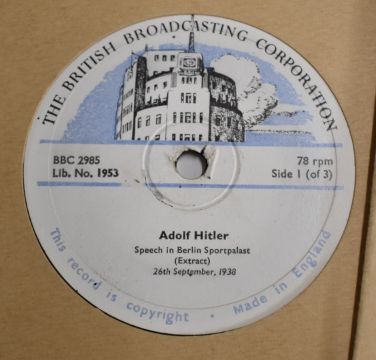 THE BRITISH BROADCASTING CORPORATION
BBC 2985
Lib. No. 1953
78 rpm
Side 1 (of 3)
Adolf Hitler
Speech in Berlin Sportpalast
(Extract)
26th September, 1938
This record is copyright · Made in England